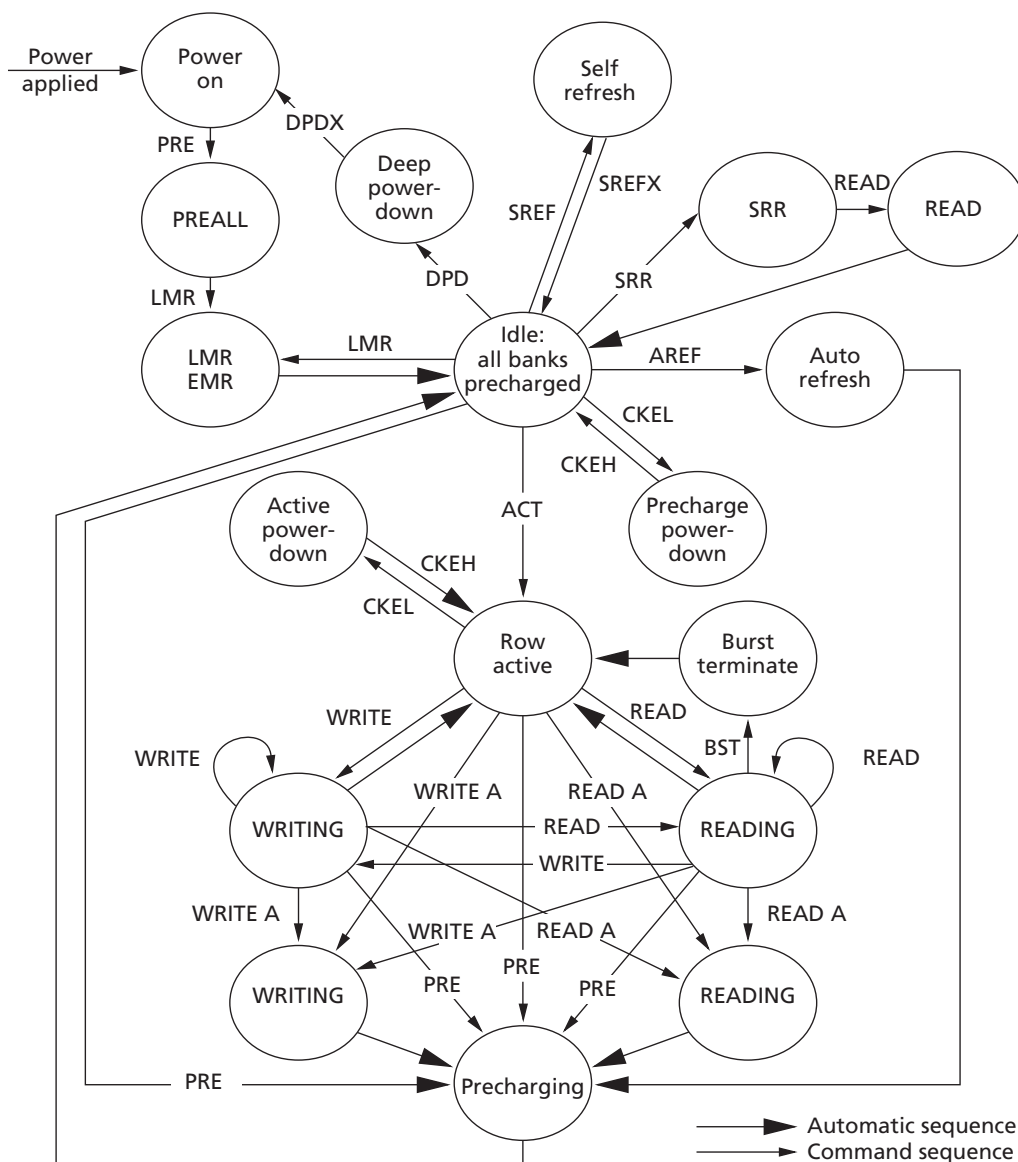 Power
applied
Power
on
PRE
DPDX
Self
refresh
Deep
power-
down
PREALL
SREF
SREFX
SRR
READ
READ
LMR
DPD
SRR
LMR
EMR
LMR
Idle:
all banks
precharged
AREF
Auto
refresh
CKEL
CKEH
Active
power-
down
ACT
Precharge
power-
down
CKEH
CKEL
Row
active
Burst
terminate
WRITE
READ
WRITE
BST
READ
WRITE A
READ A
WRITING
READ
READING
WRITE
WRITE A
WRITE A
READ A
READ A
WRITING
PRE
PRE
PRE
READING
PRE
Precharging
Automatic sequence
Command sequence